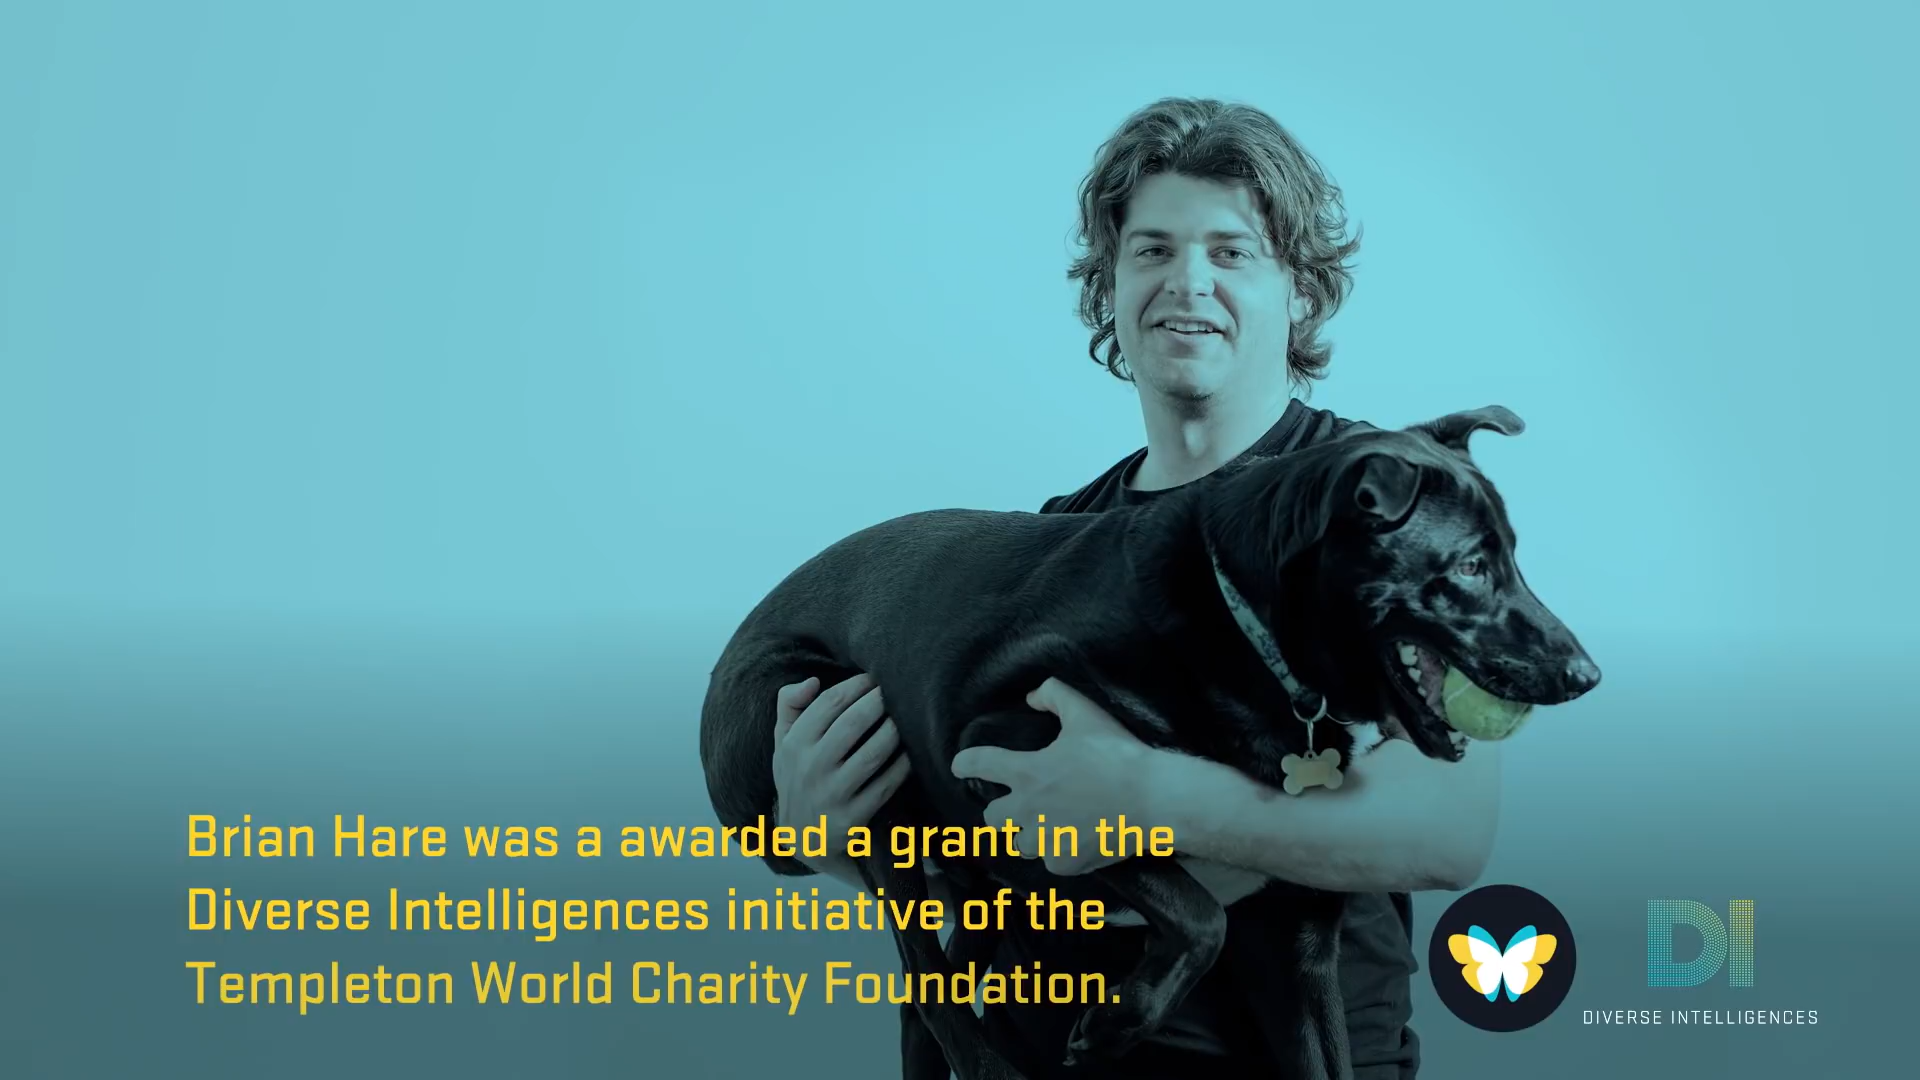 Brian Hare was a awarded a grant in the
Diverse Intelligences initiative of the
Templeton World Charity Foundation.
DI
DIVERSE INTELLIGENCES